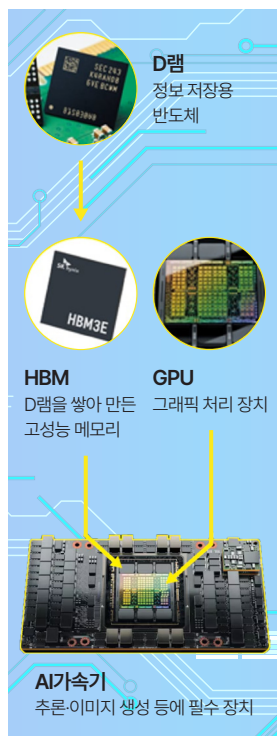 D램
정보 저장용
반도체
SEC 243
HBM3E
HBM
D램을 쌓아 만든
고성능 메모리
GPU
그래픽 처리 장치
AI가속기
추론·이미지 생성 등에 필수 장치